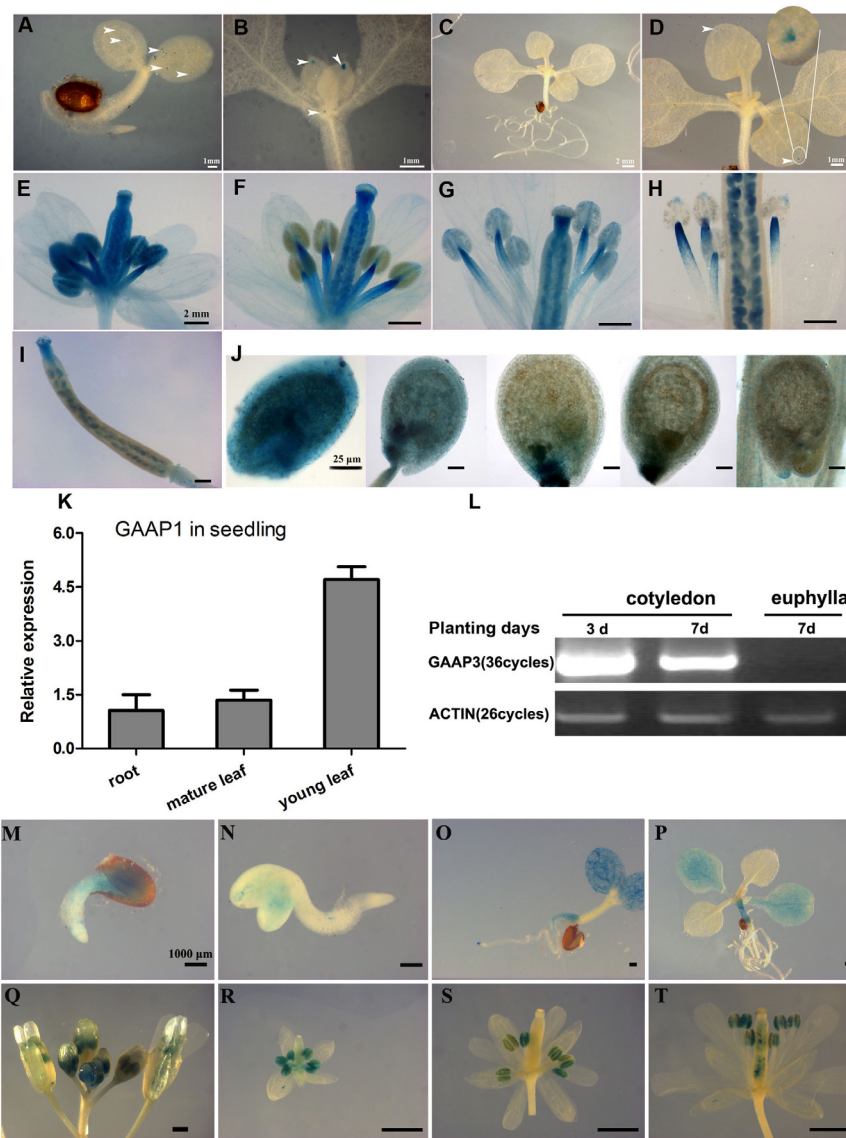 A
B
C
D
1mm
1mm
2 mm
1mm
E
F
G
H
2 mm
I
J
25 µm
K
L
GAAP1 in seedling
Relative expression
6.0
4.5
3.0
1.5
0.0
root
mature leaf
young leaf
cotyledon
euphylla
Planting days
3 d
7d
7d
GAAP3(36cycles)
ACTIN(26cycles)
M
N
O
P
1000 µm
Q
R
S
T